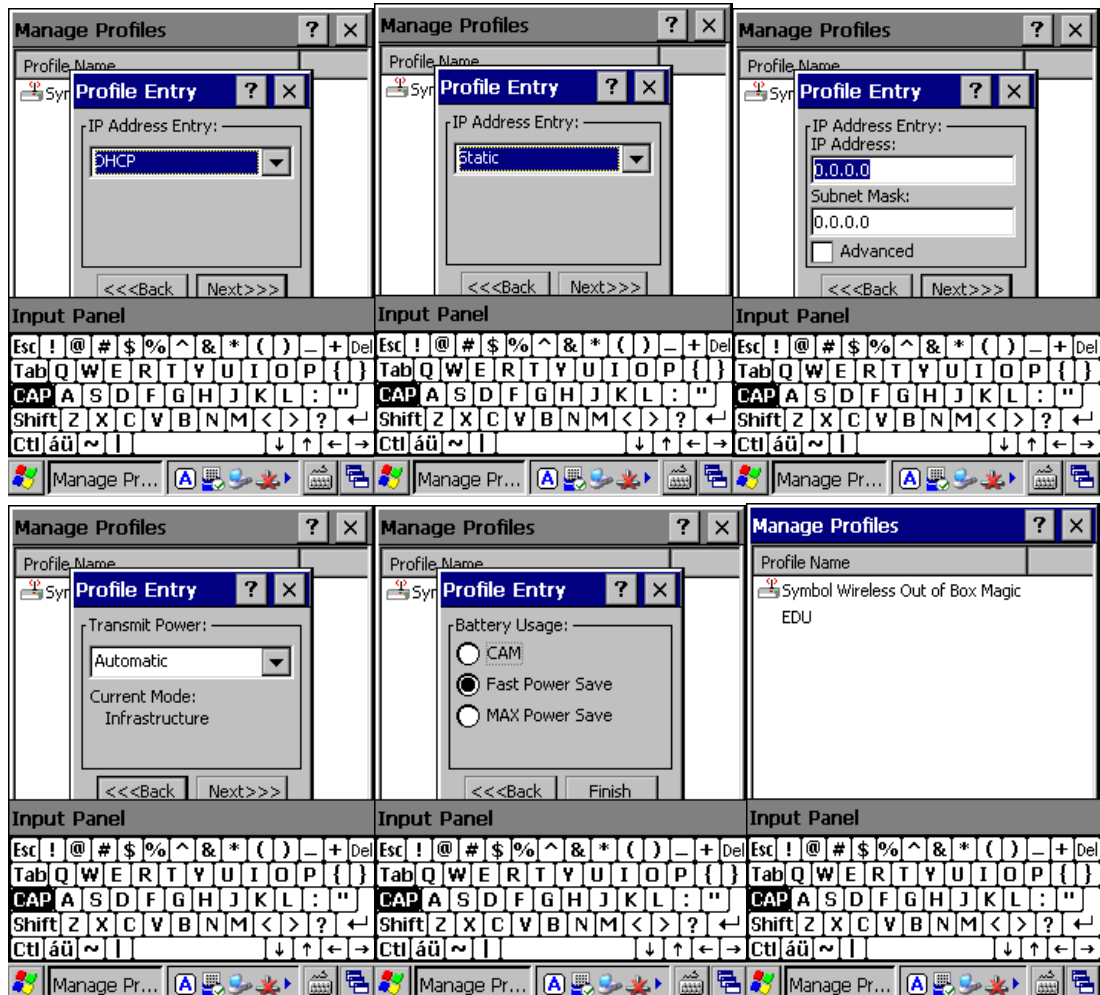 Manage Profiles ? ×
Profile Name
Syr
Profile Entry ? ×
IP Address Entry:
DHCP
<<<Back Next>>>
Input Panel
Esc ! @ # $ % ^ & * ( ) _ + Del
Tab Q W E R T Y U I O P { }
CAP A S D F G H J K L : "
Shift Z X C V B N M < > ? ↵
Ctl áü ~ | ↓ ↑ ← →
Manage Pr... A
Manage Profiles ? ×
Profile Name
Syr
Profile Entry ? ×
IP Address Entry:
Static
<<<Back Next>>>
Input Panel
Esc ! @ # $ % ^ & * ( ) _ + Del
Tab Q W E R T Y U I O P { }
CAP A S D F G H J K L : "
Shift Z X C V B N M < > ? ↵
Ctl áü ~ | ↓ ↑ ← →
Manage Pr... A
Manage Profiles ? ×
Profile Name
Syr
Profile Entry ? ×
IP Address Entry:
IP Address:
0.0.0.0
Subnet Mask:
0.0.0.0
Advanced
<<<Back Next>>>
Input Panel
Esc ! @ # $ % ^ & * ( ) _ + Del
Tab Q W E R T Y U I O P { }
CAP A S D F G H J K L : "
Shift Z X C V B N M < > ? ↵
Ctl áü ~ | ↓ ↑ ← →
Manage Pr... A
Manage Profiles ? ×
Profile Name
Syr
Profile Entry ? ×
Transmit Power:
Automatic
Current Mode:
Infrastructure
<<<Back Next>>>
Input Panel
Esc ! @ # $ % ^ & * ( ) _ + Del
Tab Q W E R T Y U I O P { }
CAP A S D F G H J K L : "
Shift Z X C V B N M < > ? ↵
Ctl áü ~ | ↓ ↑ ← →
Manage Pr... A
Manage Profiles ? ×
Profile Name
Syr
Profile Entry ? ×
Battery Usage:
CAM
Fast Power Save
MAX Power Save
<<<Back Finish
Input Panel
Esc ! @ # $ % ^ & * ( ) _ + Del
Tab Q W E R T Y U I O P { }
CAP A S D F G H J K L : "
Shift Z X C V B N M < > ? ↵
Ctl áü ~ | ↓ ↑ ← →
Manage Pr... A
Manage Profiles ? ×
Profile Name
Symbol Wireless Out of Box Magic
EDU
Input Panel
Esc ! @ # $ % ^ & * ( ) _ + Del
Tab Q W E R T Y U I O P { }
CAP A S D F G H J K L : "
Shift Z X C V B N M < > ? ↵
Ctl áü ~ | ↓ ↑ ← →
Manage Pr... A